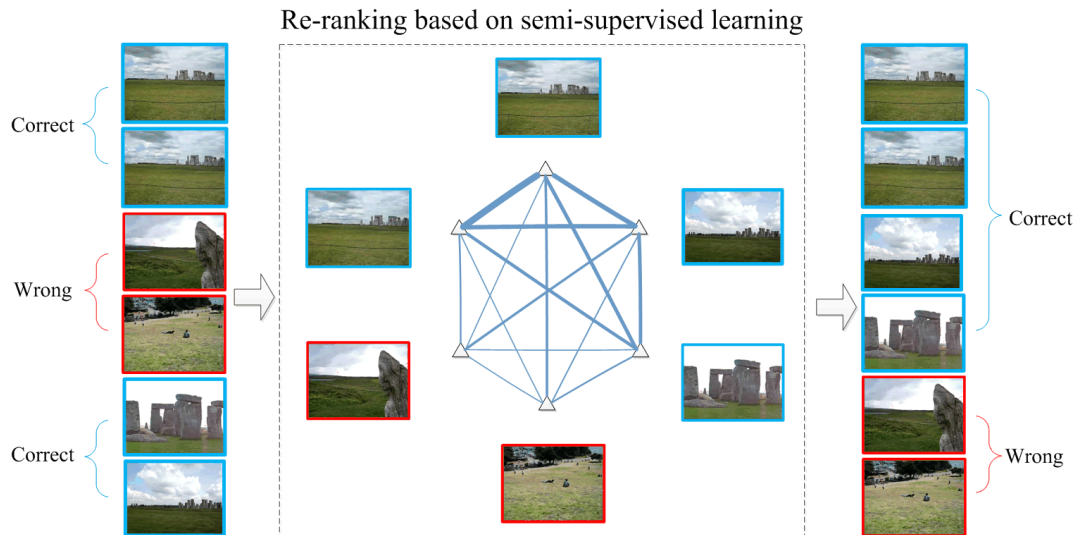 Re-ranking based on semi-supervised learning
Correct
Wrong
Correct
Correct
Wrong